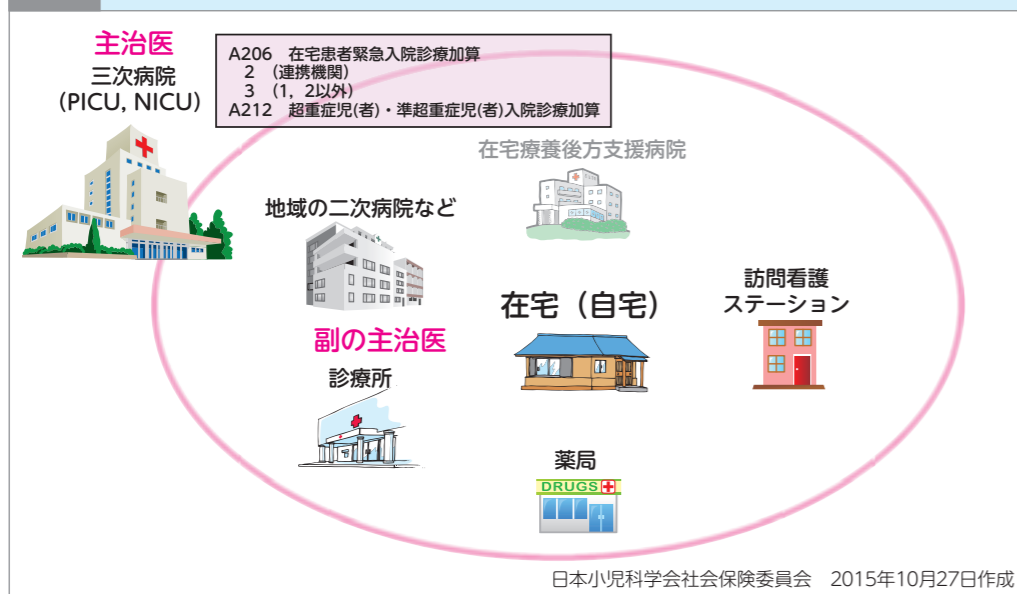 主治医
三次病院
(PICU, NICU)
A206 在宅患者緊急入院診療加算
2 (連携機関)
3 (1, 2以外)
A212 超重症児(者)・準超重症児(者)入院診療加算
在宅療養後方支援病院
地域の二次病院など
副の主治医
診療所
在宅（自宅）
訪問看護
ステーション
薬局
DRUGS
日本小児科学会社会保険委員会 2015年10月27日作成